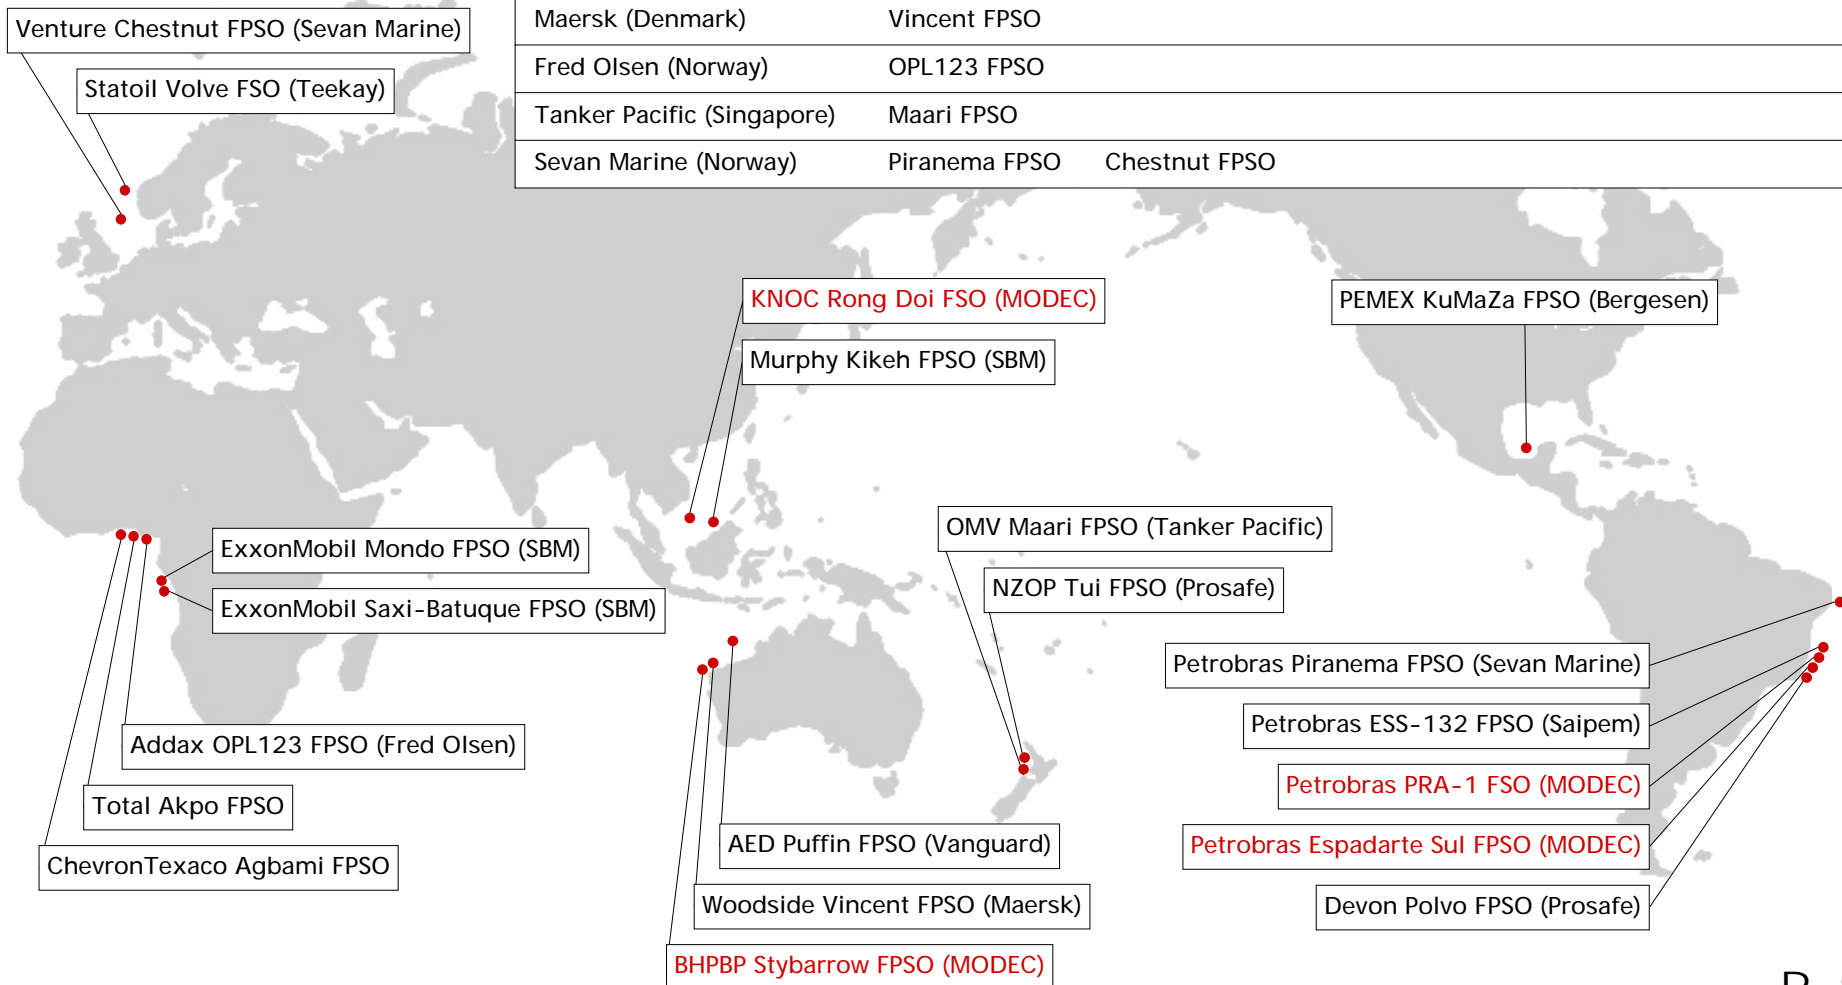 Maersk (Denmark) Vincent FPSO
Fred Olsen (Norway) OPL123 FPSO
Tanker Pacific (Singapore) Maari FPSO
Sevan Marine (Norway) Piranema FPSO Chestnut FPSO
Venture Chestnut FPSO (Sevan Marine)
Statoil Volve FSO (Teekay)
KNOC Rong Doi FSO (MODEC)
Murphy Kikeh FPSO (SBM)
PEMEX KuMaZa FPSO (Bergesen)
OMV Maari FPSO (Tanker Pacific)
NZOP Tui FPSO (Prosafe)
ExxonMobil Mondo FPSO (SBM)
ExxonMobil Saxi-Batuque FPSO (SBM)
Petrobras Piranema FPSO (Sevan Marine)
Petrobras ESS-132 FPSO (Saipem)
Petrobras PRA-1 FSO (MODEC)
Petrobras Espadarte Sul FPSO (MODEC)
Devon Polvo FPSO (Prosafe)
Addax OPL123 FPSO (Fred Olsen)
Total Akpo FPSO
ChevronTexaco Agbami FPSO
AED Puffin FPSO (Vanguard)
Woodside Vincent FPSO (Maersk)
BHPBP Stybarrow FPSO (MODEC)